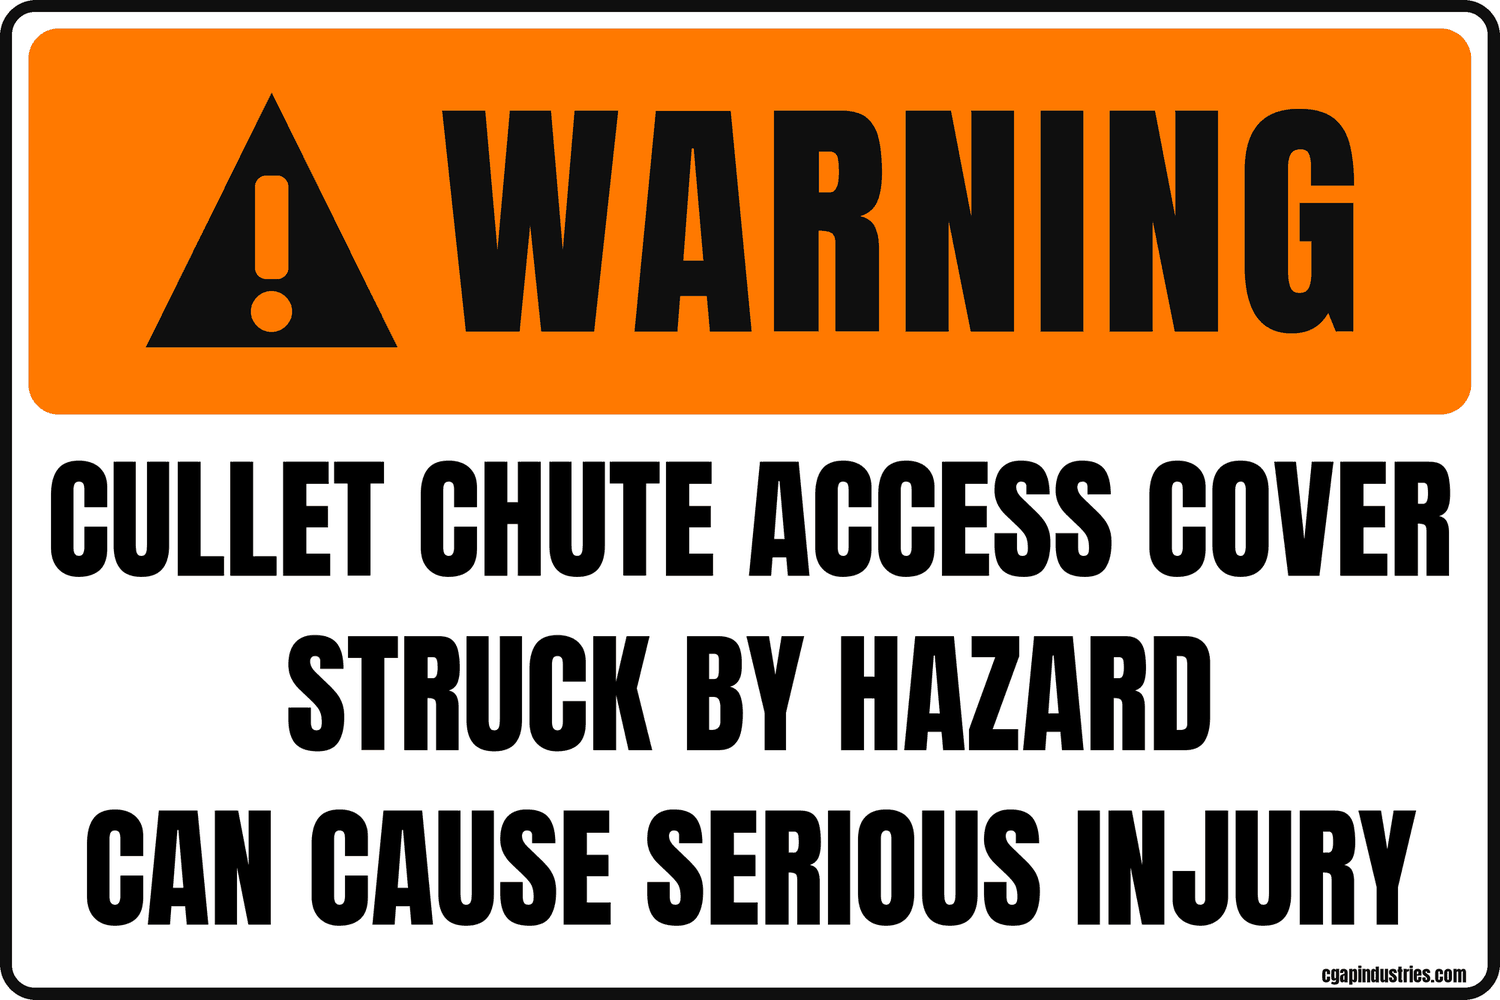 WARNING
CULLET CHUTE ACCESS COVER
STRUCK BY HAZARD
CAN CAUSE SERIOUS INJURY
cgapindustries.com